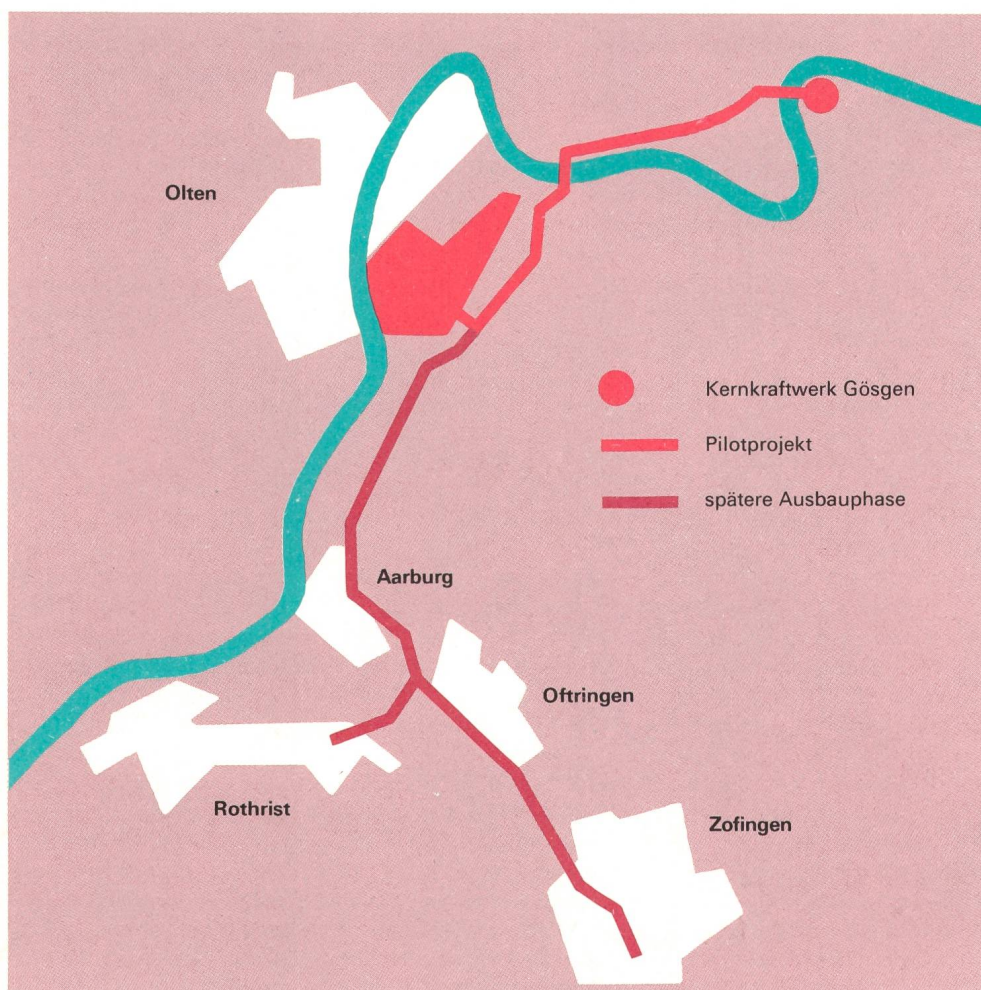 Olten
Kernkraftwerk Gösgen
Pilotprojekt
spätere Ausbauphase
Aarburg
Oftringen
Rothrist
Zofingen